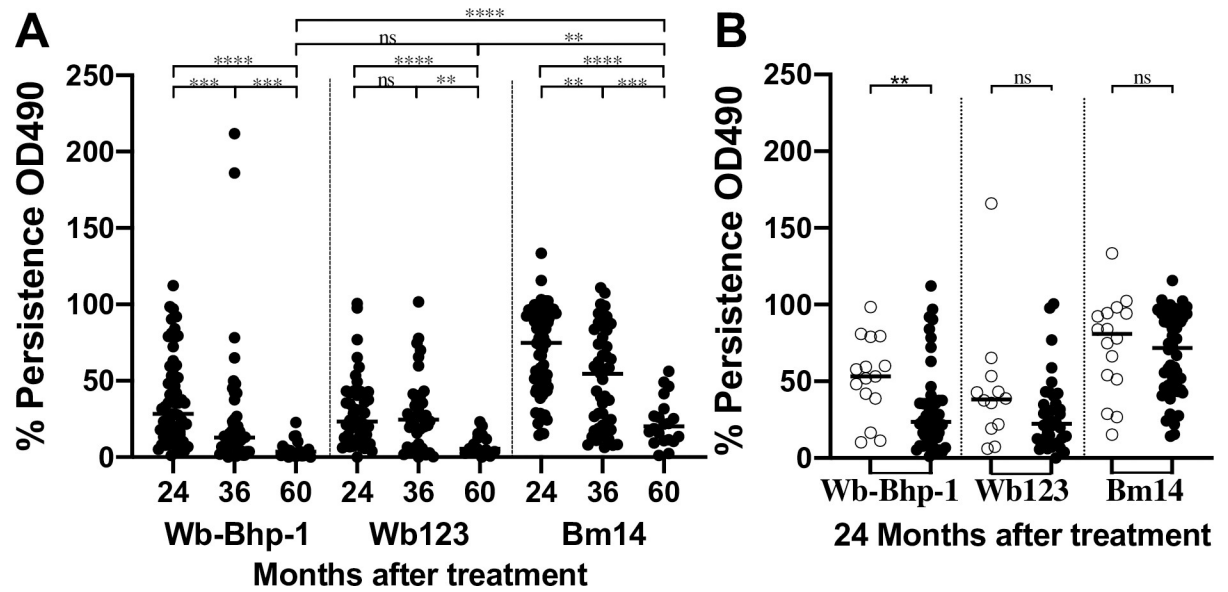 A
B
****
ns **
**** **** ****
*** *** ns ** ** ***
** ns ns
% Persistence OD490
250
200
150
100
50
0
24 36 60 24 36 60 24 36 60
Wb-Bhp-1 Wb123 Bm14
Months after treatment
% Persistence OD490
250
200
150
100
50
0
Wb-Bhp-1 Wb123 Bm14
24 Months after treatment